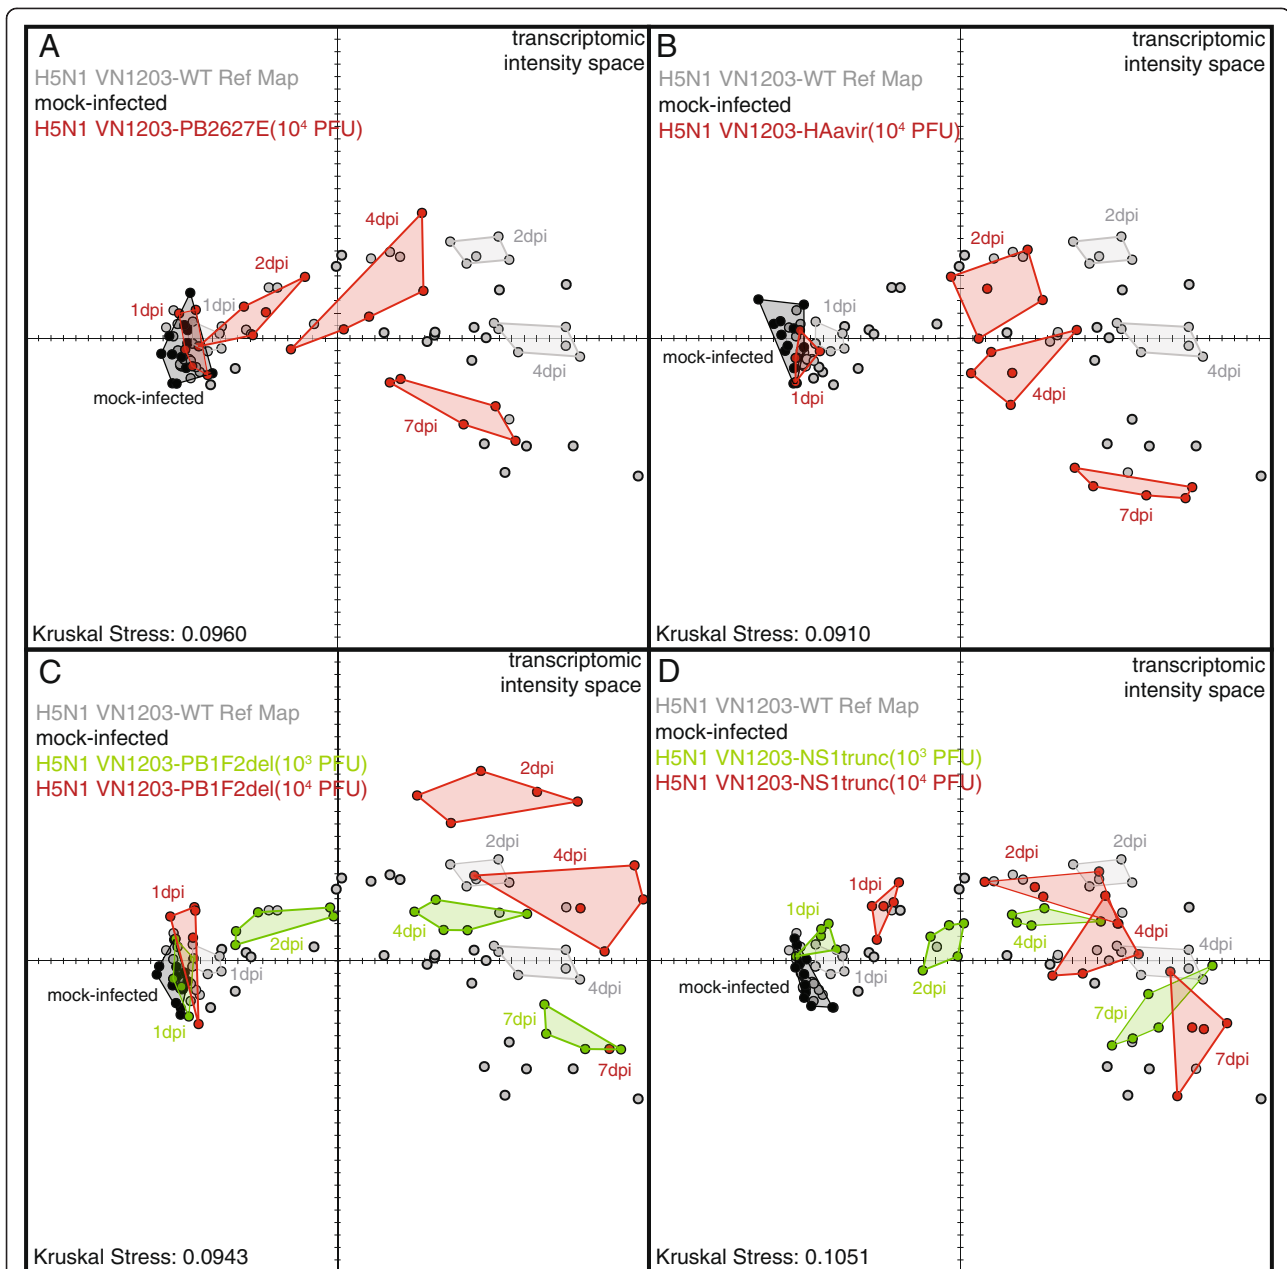 A
transcriptomic
intensity space
H5N1 VN1203-WT Ref Map
mock-infected
H5N1 VN1203-PB2627E(10⁴ PFU)
4dpi
2dpi
2dpi
1dpi
1dpi
4dpi
mock-infected
7dpi
Kruskal Stress: 0.0960
B
transcriptomic
intensity space
H5N1 VN1203-WT Ref Map
mock-infected
H5N1 VN1203-HAavir(10⁴ PFU)
2dpi
2dpi
1dpi
mock-infected
4dpi
1dpi
4dpi
7dpi
Kruskal Stress: 0.0910
C
transcriptomic
intensity space
H5N1 VN1203-WT Ref Map
mock-infected
H5N1 VN1203-PB1F2del(10³ PFU)
H5N1 VN1203-PB1F2del(10⁴ PFU)
2dpi
2dpi
4dpi
1dpi
4dpi
2dpi
1dpi
4dpi
mock-infected
7dpi
1dpi
7dpi
Kruskal Stress: 0.0943
D
transcriptomic
intensity space
H5N1 VN1203-WT Ref Map
mock-infected
H5N1 VN1203-NS1trunc(10³ PFU)
H5N1 VN1203-NS1trunc(10⁴ PFU)
2dpi
2dpi
1dpi
1dpi
4dpi
4dpi
4dpi
1dpi
mock-infected
2dpi
7dpi
7dpi
Kruskal Stress: 0.1051